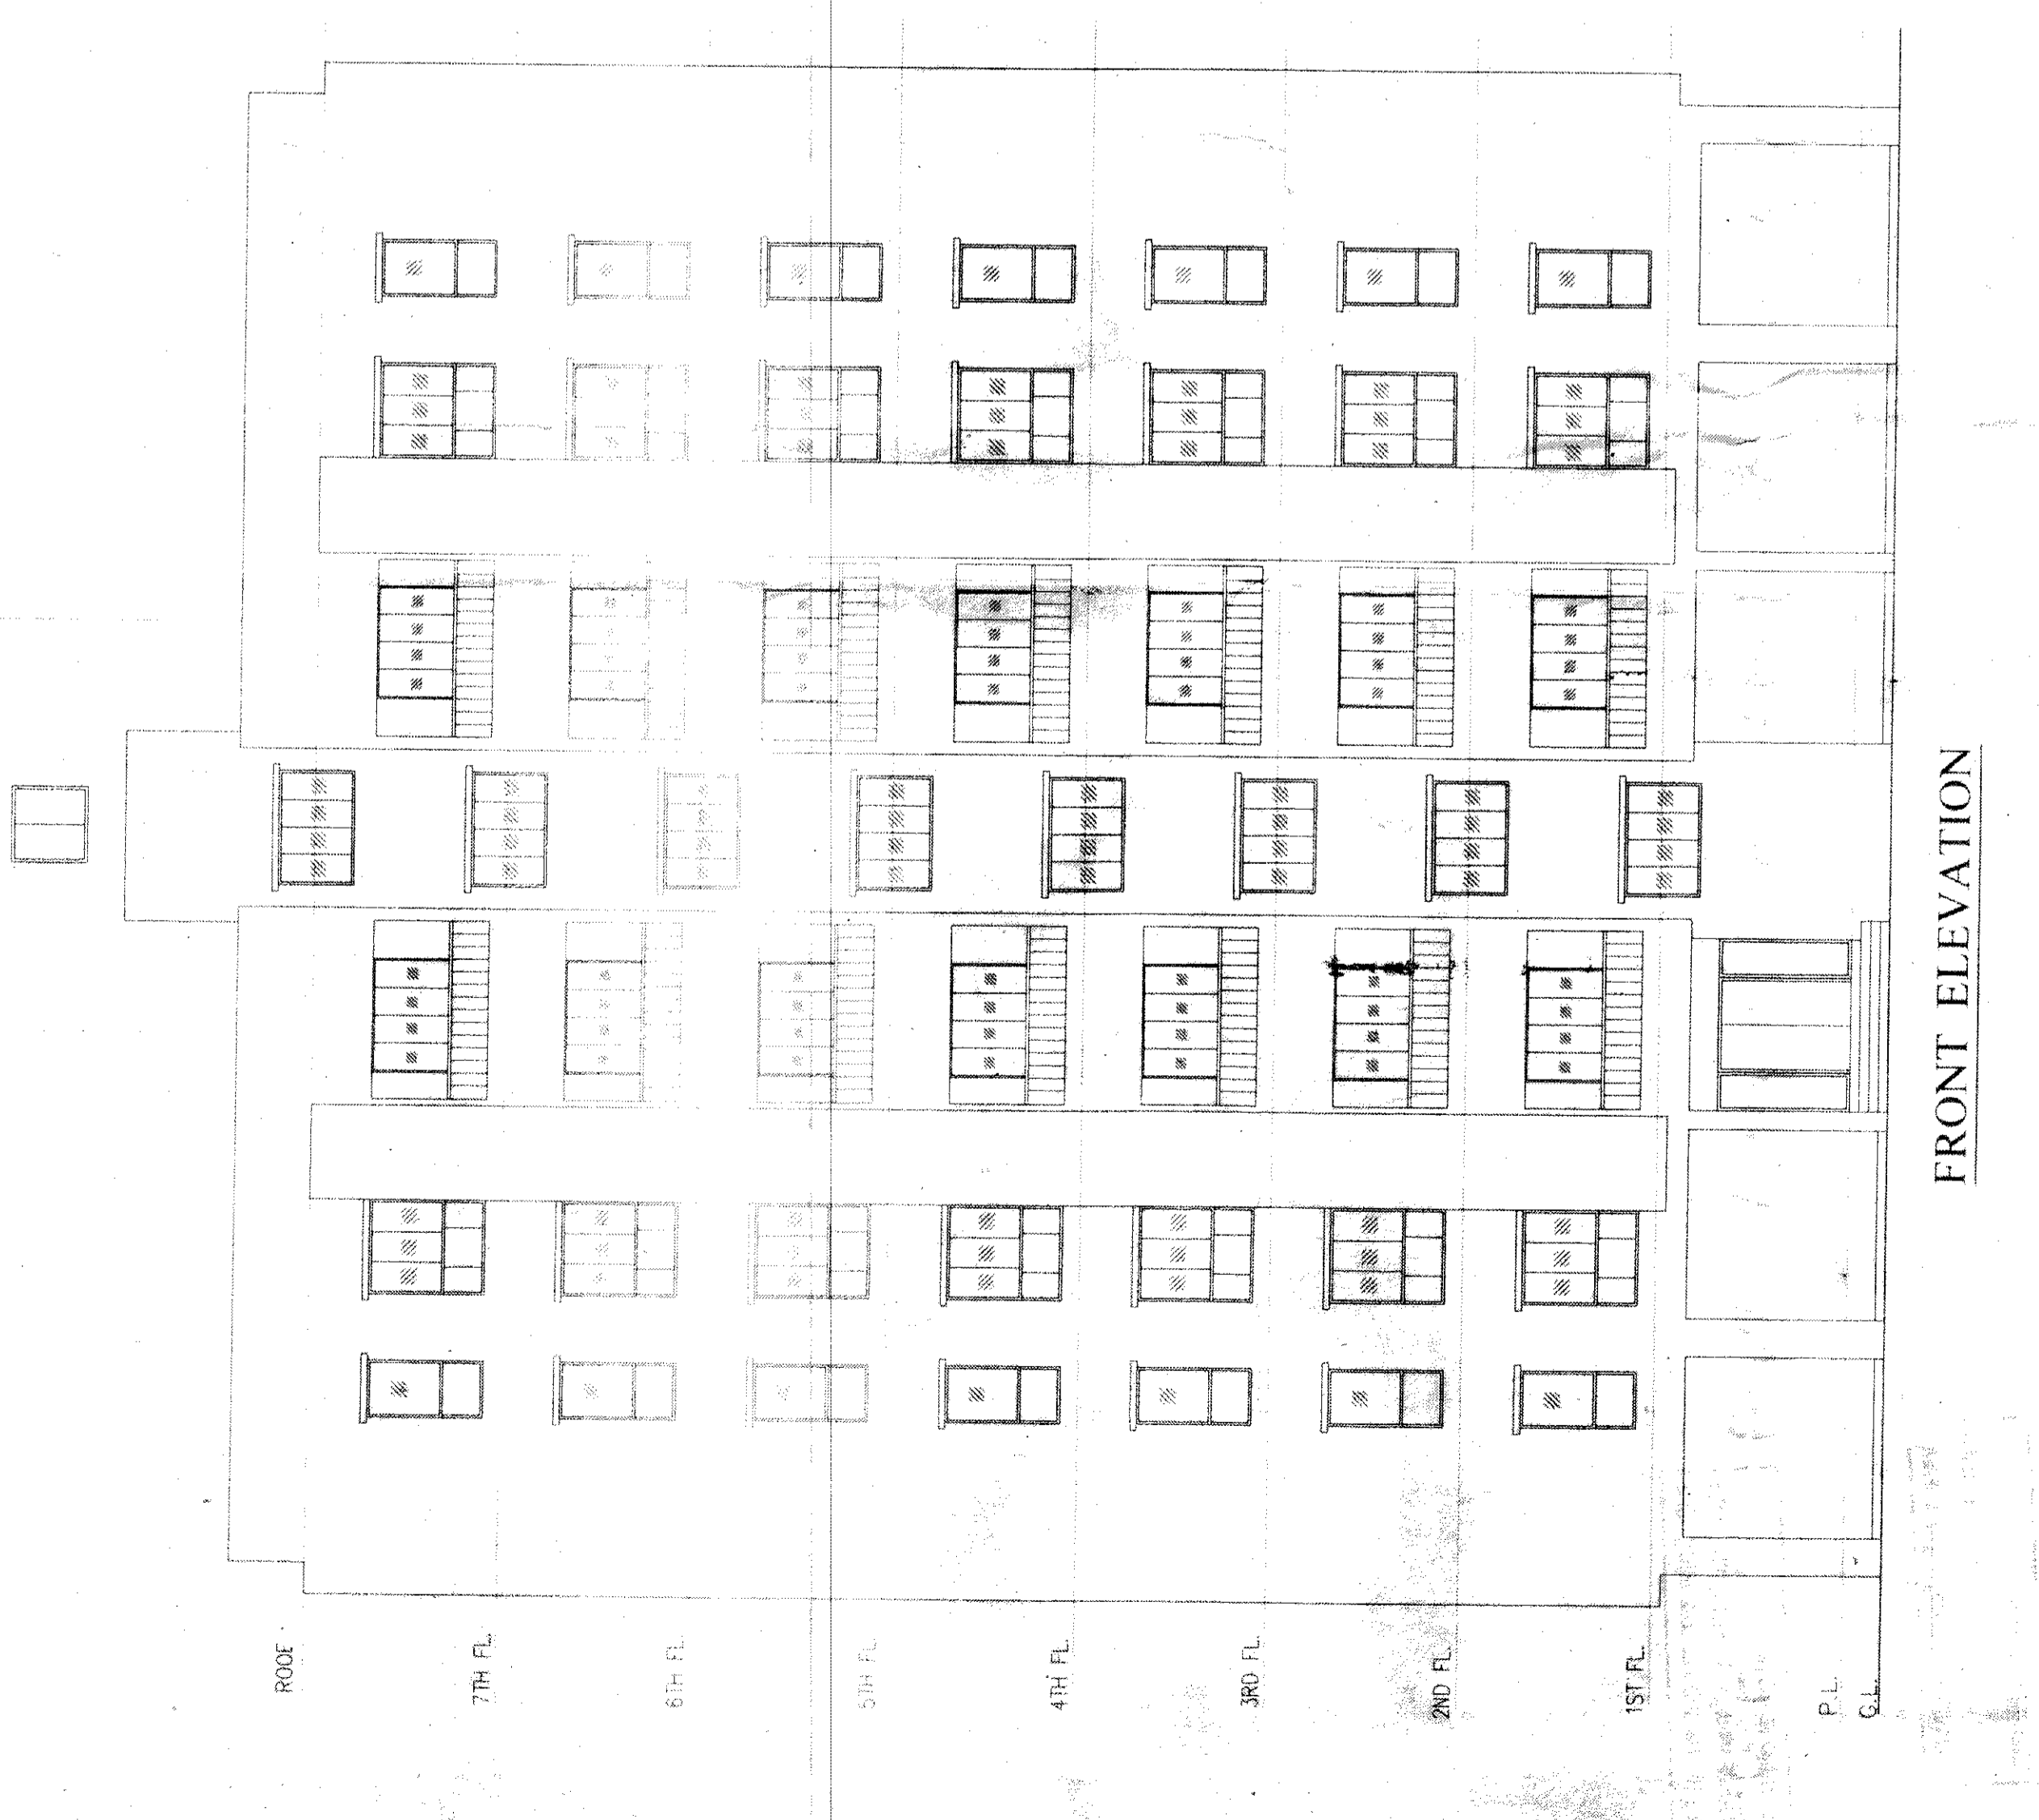 ROOF
7TH FL.
6TH FL.
5TH FL.
4TH FL.
3RD FL.
2ND FL.
1ST FL.
P.L.
G.L.
FRONT ELEVATION